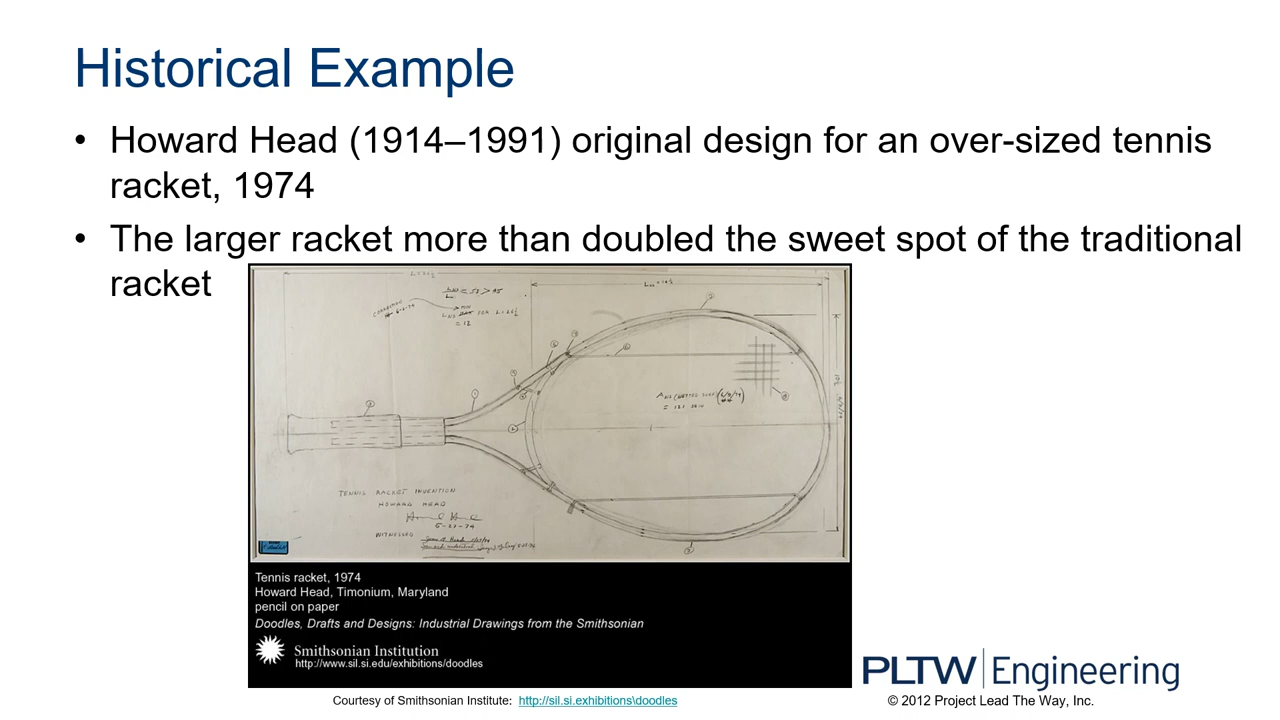 Historical Example
• Howard Head (1914–1991) original design for an over-sized tennis
racket, 1974
• The larger racket more than doubled the sweet spot of the traditional
racket
TENNIS RACKET INVENTION
HOWARD HEAD
5-21-74
WITNESSED
Tennis racket, 1974
Howard Head, Timonium, Maryland
pencil on paper
Doodles, Drafts and Designs: Industrial Drawings from the Smithsonian
Smithsonian Institution
http://www.sil.si.edu/exhibitions/doodles
Courtesy of Smithsonian Institute: http://sil.si.exhibitions\doodles
PLTW Engineering
© 2012 Project Lead The Way, Inc.